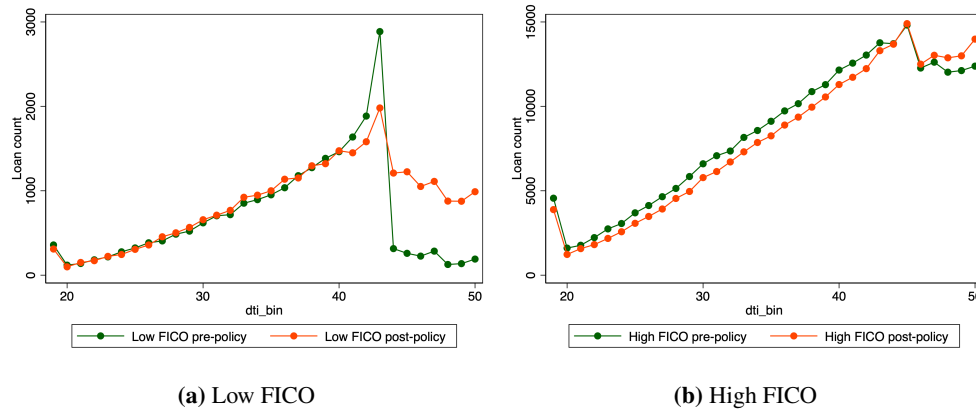 3000
2000
1000
0
Loan count
20
30
40
50
dti_bin
Low FICO pre-policy
Low FICO post-policy
(a) Low FICO
15000
10000
5000
0
Loan count
20
30
40
50
dti_bin
High FICO pre-policy
High FICO post-policy
(b) High FICO